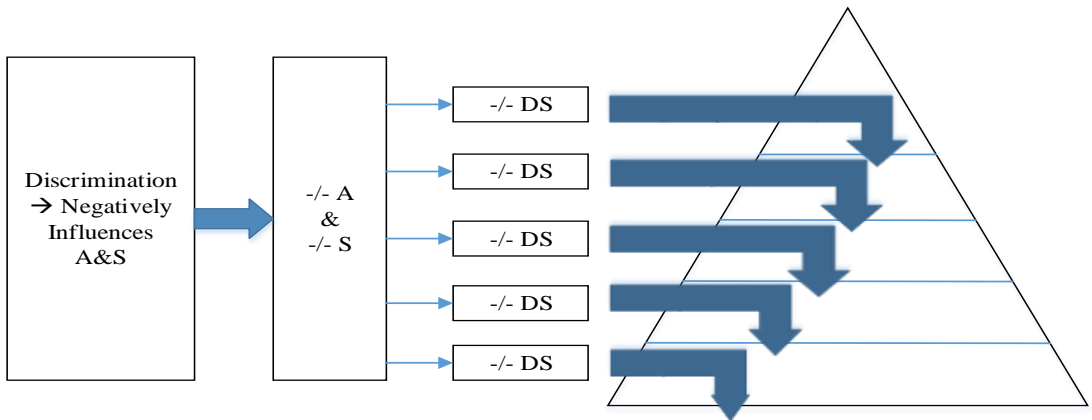 Discrimination
→ Negatively
Influences
A&S
-/- A
&
-/- S
-/- DS
-/- DS
-/- DS
-/- DS
-/- DS